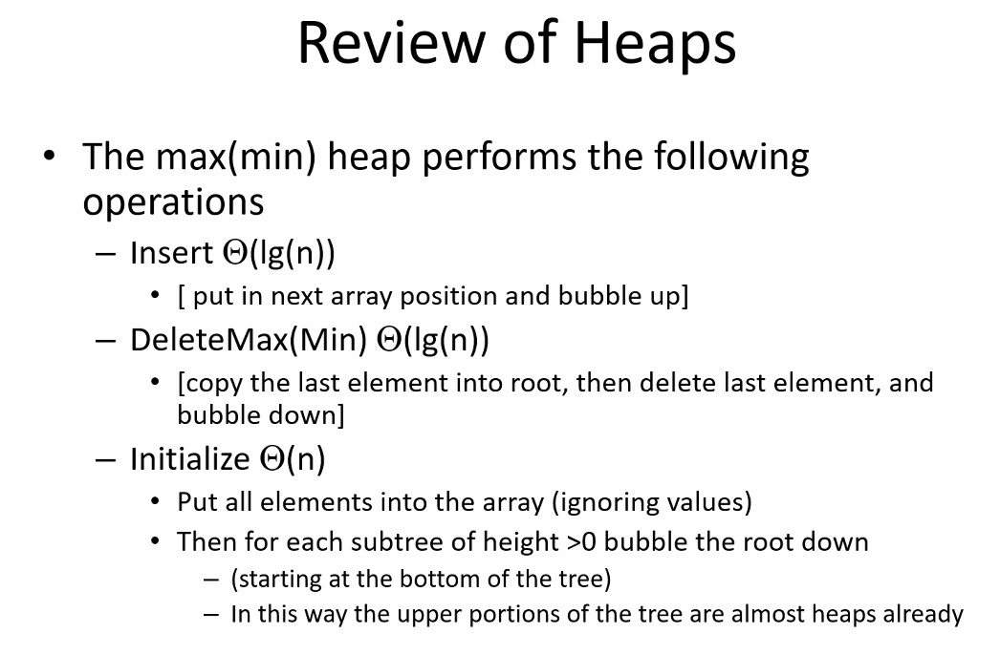 Review of Heaps
• The max(min) heap performs the following
operations
– Insert Θ(lg(n))
• [ put in next array position and bubble up]
– DeleteMax(Min) Θ(lg(n))
• [copy the last element into root, then delete last element, and
bubble down]
– Initialize Θ(n)
• Put all elements into the array (ignoring values)
• Then for each subtree of height >0 bubble the root down
– (starting at the bottom of the tree)
– In this way the upper portions of the tree are almost heaps already